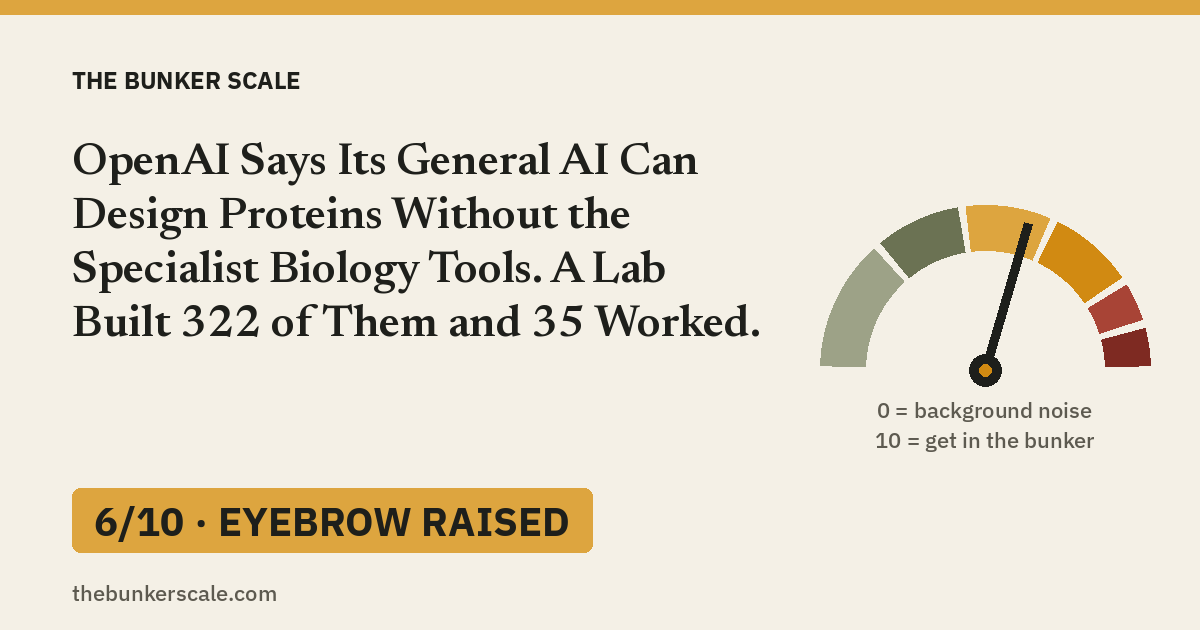 THE BUNKER SCALE
OpenAI Says Its General AI Can
Design Proteins Without the
Specialist Biology Tools. A Lab
Built 322 of Them and 35 Worked.
0 = background noise
10 = get in the bunker
6/10 · EYEBROW RAISED
thebunkerscale.com